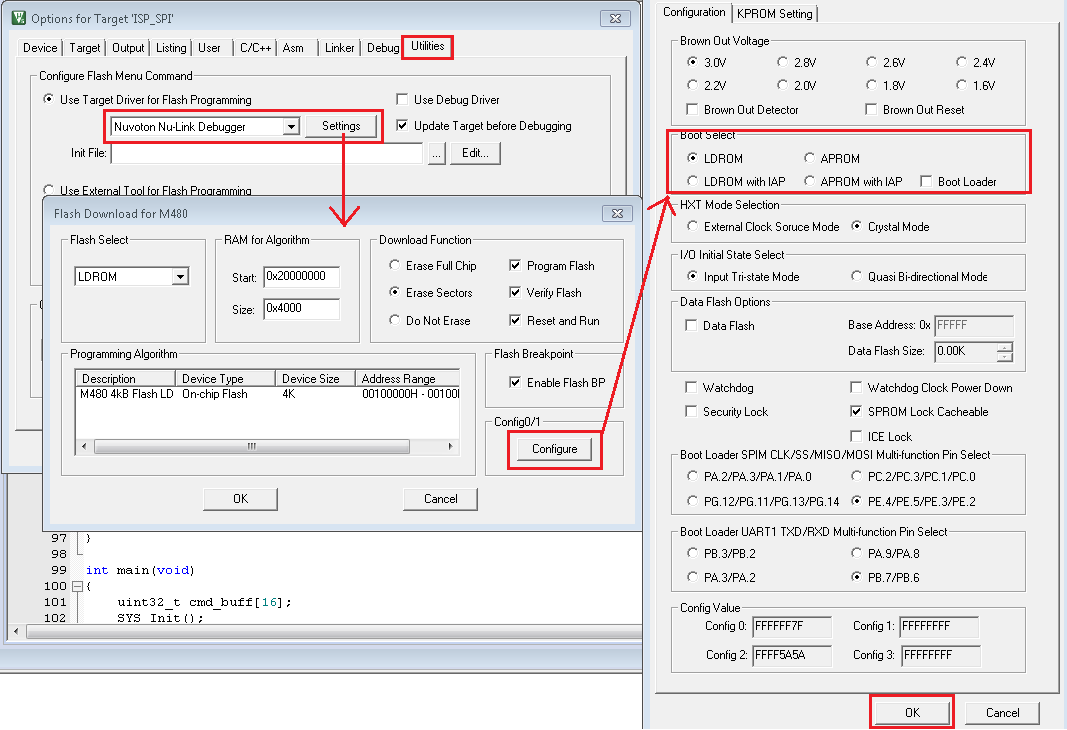 Options for Target 'ISP_SPI'
Device Target Output Listing User C/C++ Asm Linker Debug Utilities
Configure Flash Menu Command
Use Target Driver for Flash Programming Use Debug Driver
Nuvoton Nu-Link Debugger Settings Update Target before Debugging
Init File: ... Edit...
Use External Tool for Flash Programming
Flash Download for M480
Flash Select
LDROM
RAM for Algorithm
Start: 0x20000000
Size: 0x4000
Download Function
Erase Full Chip Program Flash
Erase Sectors Verify Flash
Do Not Erase Reset and Run
Programming Algorithm
Description Device Type Device Size Address Range
M480 4kB Flash LD On-chip Flash 4K 00100000H - 00100
Flash Breakpoint
Enable Flash BP
Config0/1
Configure
OK Cancel
97 }
98
99 int main(void)
100 {
101 uint32_t cmd_buff[16];
102 SYS_Init();
Configuration KPROM Setting
Brown Out Voltage
3.0V 2.8V 2.6V 2.4V
2.2V 2.0V 1.8V 1.6V
Brown Out Detector Brown Out Reset
Boot Select
LDROM APROM
LDROM with IAP APROM with IAP Boot Loader
HXT Mode Selection
External Clock Soruce Mode Crystal Mode
I/O Initial State Select
Input Tri-state Mode Quasi Bi-directional Mode
Data Flash Options
Data Flash Base Address: 0x FFFFF
Data Flash Size: 0.00K
Watchdog Watchdog Clock Power Down
Security Lock SPROM Lock Cacheable
ICE Lock
Boot Loader SPIM CLK/SS/MISO/MOSI Multi-function Pin Select
PA.2/PA.3/PA.1/PA.0 PC.2/PC.3/PC.1/PC.0
PG.12/PG.11/PG.13/PG.14 PE.4/PE.5/PE.3/PE.2
Boot Loader UART1 TXD/RXD Multi-function Pin Select
PB.3/PB.2 PA.9/PA.8
PA.3/PA.2 PB.7/PB.6
Config Value
Config 0: FFFFFF7F Config 1: FFFFFFFF
Config 2: FFFF5A5A Config 3: FFFFFFFF
OK Cancel